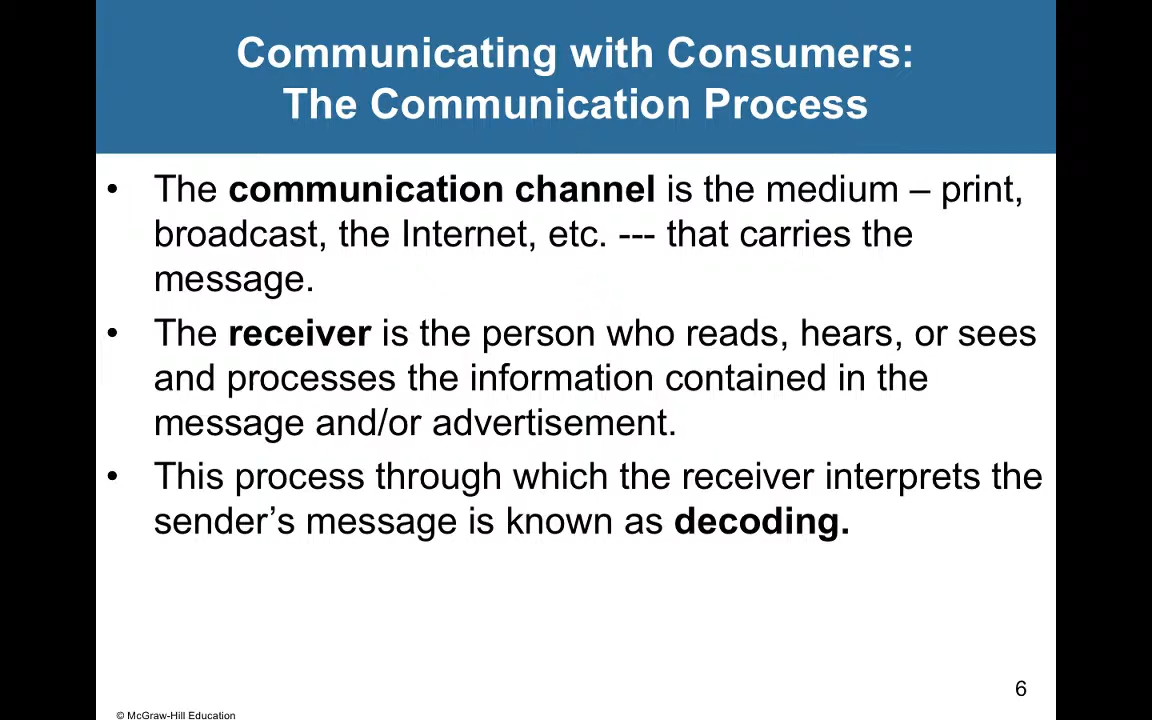 Communicating with Consumers:
The Communication Process
• The communication channel is the medium – print,
broadcast, the Internet, etc. --- that carries the
message.
• The receiver is the person who reads, hears, or sees
and processes the information contained in the
message and/or advertisement.
• This process through which the receiver interprets the
sender’s message is known as decoding.
6
© McGraw-Hill Education